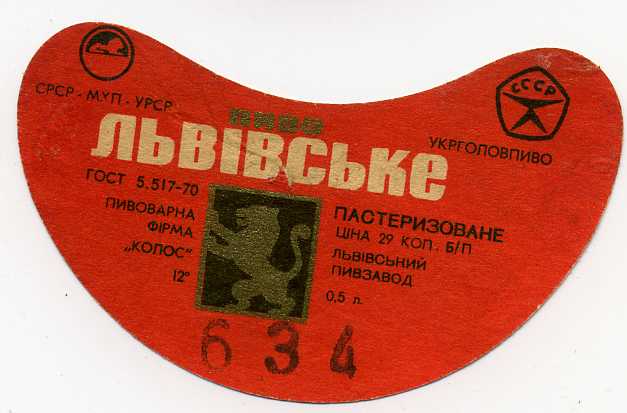 СРСР - МХП - УРСР
СССР
УКРГОЛОВПИВО
ПИВО
ЛЬВІВСЬКЕ
ГОСТ 5.517-70
ПИВОВАРНА
ФІРМА
„КОЛОС"
12°
ПАСТЕРИЗОВАНЕ
ЦІНА 29 КОП. Б/П
ЛЬВІВСЬКИЙ
ПИВЗАВОД
0,5 л.
634